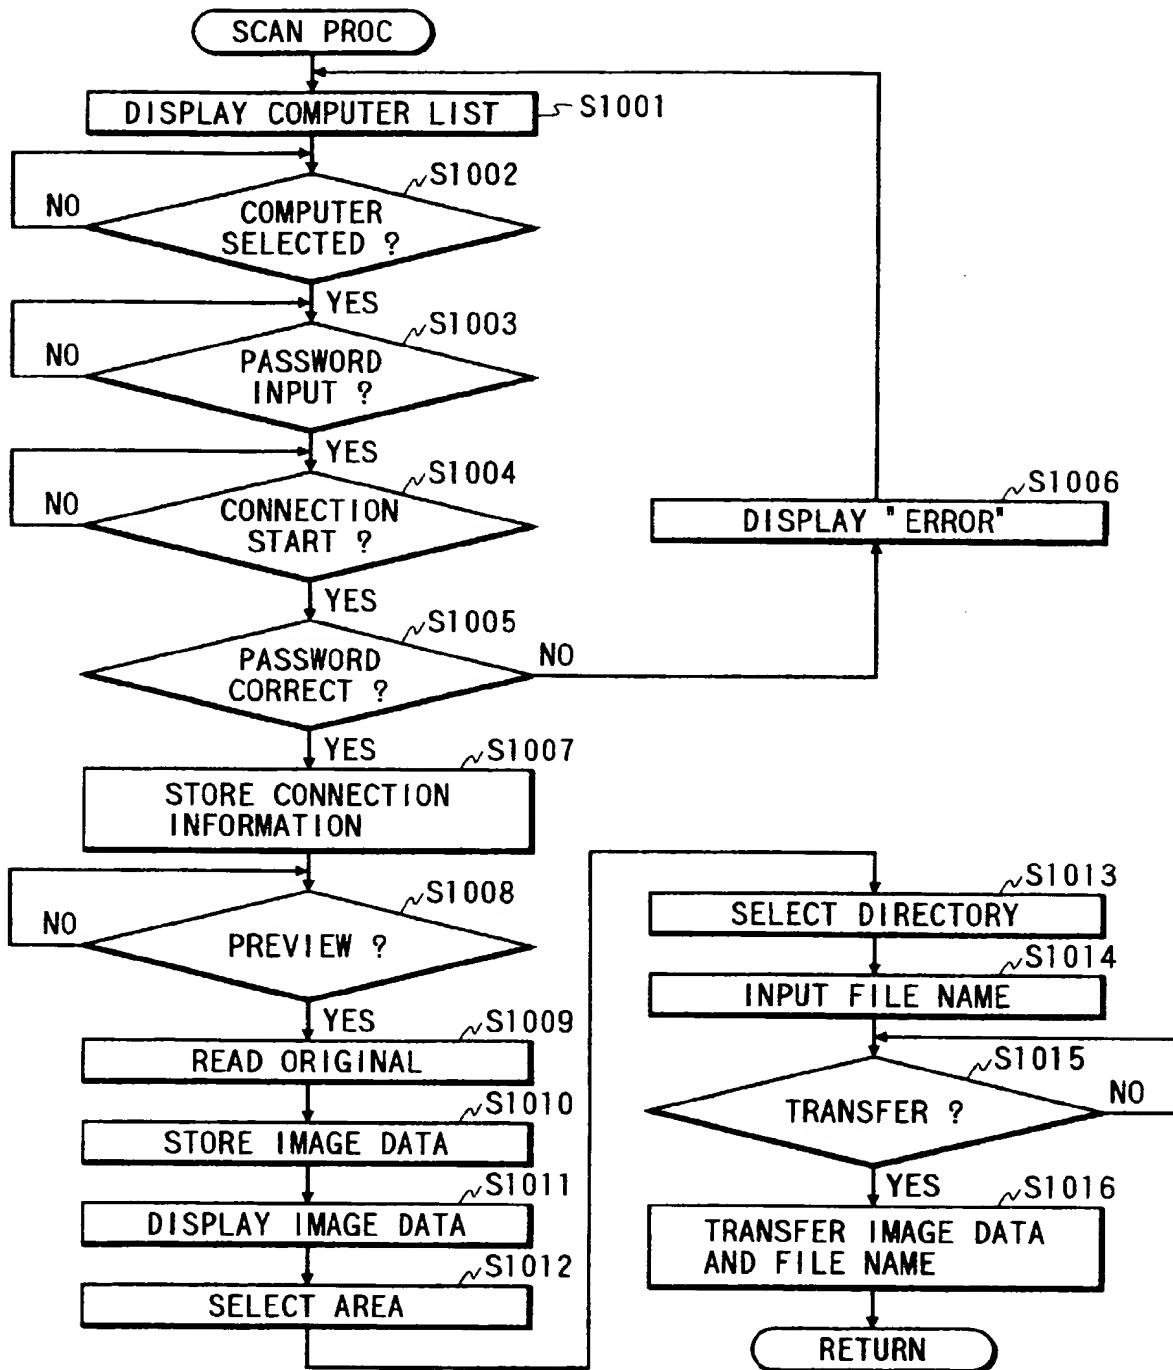 SCAN PROC
DISPLAY COMPUTER LIST
S1001
S1002
NO
COMPUTER
SELECTED ?
YES
S1003
NO
PASSWORD
INPUT ?
YES
S1004
NO
CONNECTION
START ?
YES
S1005
PASSWORD
CORRECT ?
NO
S1006
DISPLAY "ERROR"
YES
S1007
STORE CONNECTION
INFORMATION
S1008
NO
PREVIEW ?
YES
S1009
READ ORIGINAL
S1010
STORE IMAGE DATA
S1011
DISPLAY IMAGE DATA
S1012
SELECT AREA
S1013
SELECT DIRECTORY
S1014
INPUT FILE NAME
S1015
TRANSFER ?
NO
YES
S1016
TRANSFER IMAGE DATA
AND FILE NAME
RETURN